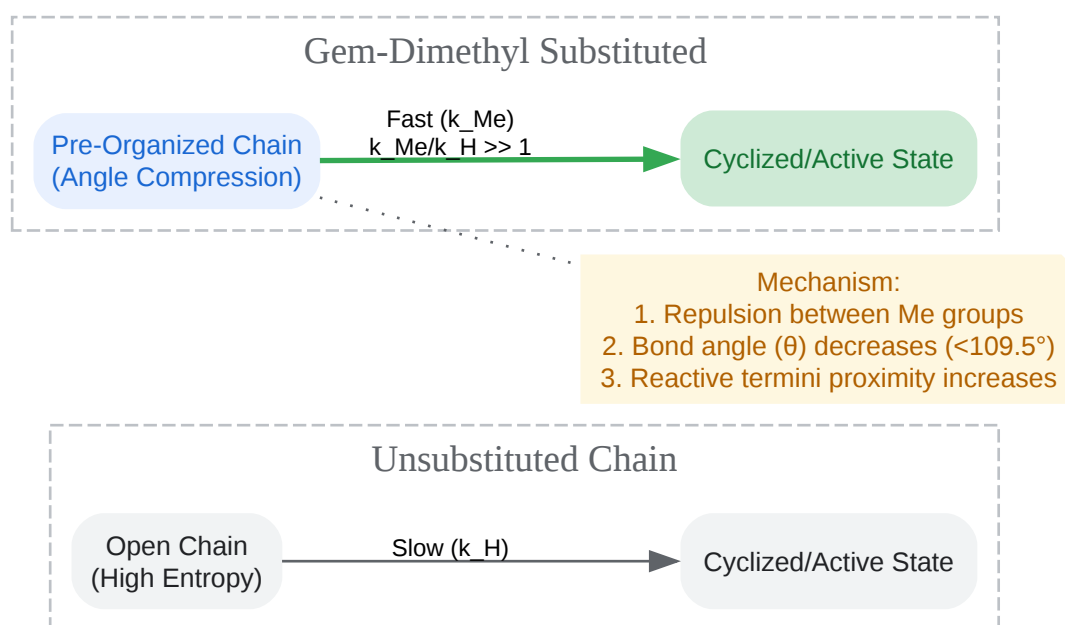 Gem-Dimethyl Substituted
Pre-Organized Chain
(Angle Compression)
Fast (k_Me)
k_Me/k_H >> 1
Cyclized/Active State
Mechanism:
1. Repulsion between Me groups
2. Bond angle (θ) decreases (<109.5°)
3. Reactive termini proximity increases
Unsubstituted Chain
Open Chain
(High Entropy)
Slow (k_H)
Cyclized/Active State